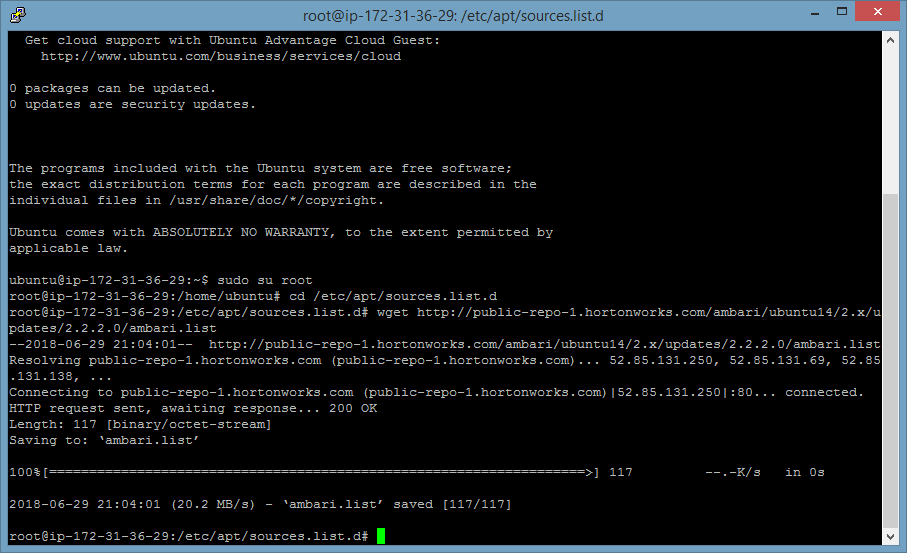 root@ip-172-31-36-29: /etc/apt/sources.list.d
Get cloud support with Ubuntu Advantage Cloud Guest:
http://www.ubuntu.com/business/services/cloud
0 packages can be updated.
0 updates are security updates.
The programs included with the Ubuntu system are free software;
the exact distribution terms for each program are described in the
individual files in /usr/share/doc/*/copyright.
Ubuntu comes with ABSOLUTELY NO WARRANTY, to the extent permitted by
applicable law.
ubuntu@ip-172-31-36-29:~$ sudo su root
root@ip-172-31-36-29:/home/ubuntu# cd /etc/apt/sources.list.d
root@ip-172-31-36-29:/etc/apt/sources.list.d# wget http://public-repo-1.hortonworks.com/ambari/ubuntu14/2.x/u
pdates/2.2.2.0/ambari.list
--2018-06-29 21:04:01--  http://public-repo-1.hortonworks.com/ambari/ubuntu14/2.x/updates/2.2.2.0/ambari.list
Resolving public-repo-1.hortonworks.com (public-repo-1.hortonworks.com)... 52.85.131.250, 52.85.131.69, 52.85
.131.138, ...
Connecting to public-repo-1.hortonworks.com (public-repo-1.hortonworks.com)|52.85.131.250|:80... connected.
HTTP request sent, awaiting response... 200 OK
Length: 117 [binary/octet-stream]
Saving to: ‘ambari.list’
100%[====================================================================>] 117         --.-K/s   in 0s
2018-06-29 21:04:01 (20.2 MB/s) - ‘ambari.list’ saved [117/117]
root@ip-172-31-36-29:/etc/apt/sources.list.d#